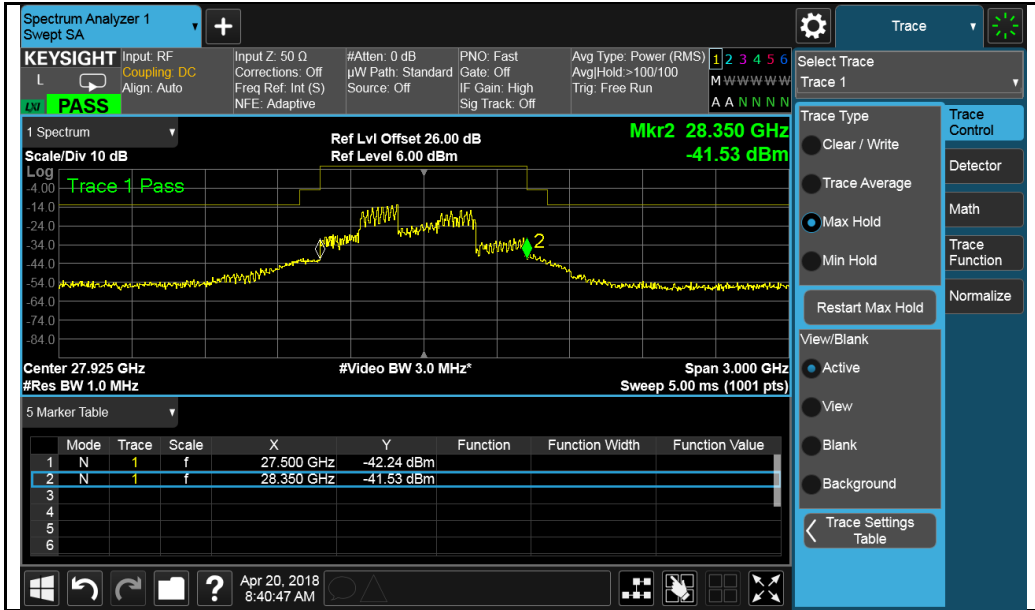 Spectrum Analyzer 1
Swept SA
+
Trace
KEYSIGHT
L
LXI
PASS
Input: RF
Coupling: DC
Align: Auto
Input Z: 50 Ω
Corrections: Off
Freq Ref: Int (S)
NFE: Adaptive
#Atten: 0 dB
µW Path: Standard
Source: Off
PNO: Fast
Gate: Off
IF Gain: High
Sig Track: Off
Avg Type: Power (RMS)
Avg|Hold:>100/100
Trig: Free Run
1 2 3 4 5 6
M W W W W W
A A N N N N
Select Trace
Trace 1
1 Spectrum
Scale/Div 10 dB
Ref Lvl Offset 26.00 dB
Ref Level 6.00 dBm
Mkr2 28.350 GHz
-41.53 dBm
Log
Trace 1 Pass
-4.00
-14.0
-24.0
-34.0
-44.0
-54.0
-64.0
-74.0
-84.0
2
Center 27.925 GHz
#Res BW 1.0 MHz
#Video BW 3.0 MHz*
Span 3.000 GHz
Sweep 5.00 ms (1001 pts)
5 Marker Table
Mode Trace Scale X Y Function Function Width Function Value
1 N 1 f 27.500 GHz -42.24 dBm
2 N 1 f 28.350 GHz -41.53 dBm
3
4
5
6
Trace Type
Clear / Write
Trace Average
Max Hold
Min Hold
Restart Max Hold
View/Blank
Active
View
Blank
Background
Trace Settings
Table
Trace
Control
Detector
Math
Trace
Function
Normalize
?
Apr 20, 2018
8:40:47 AM